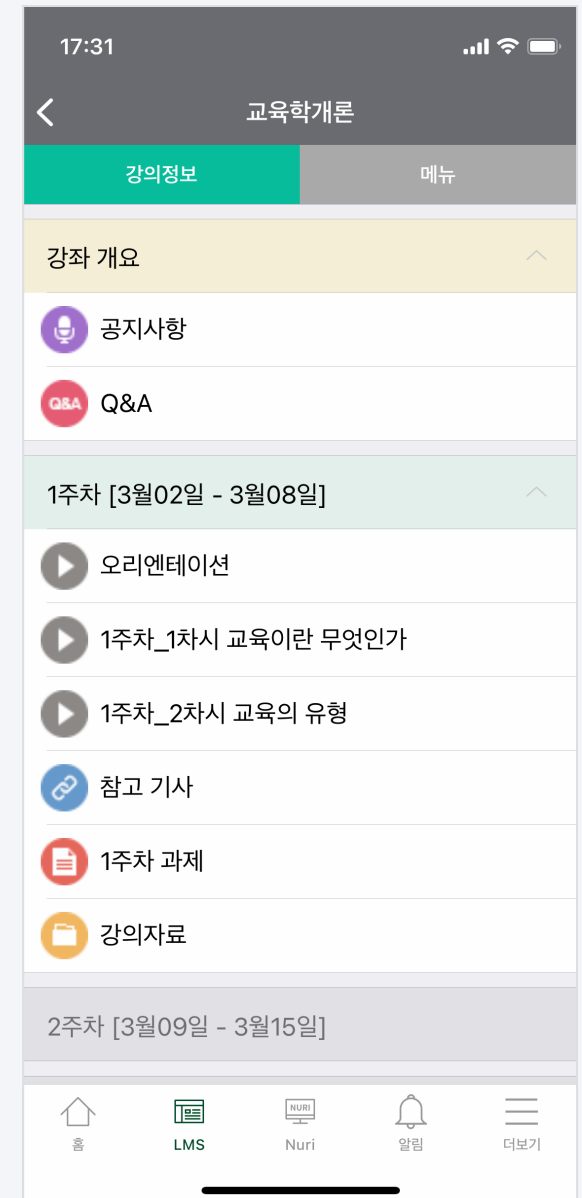 17:31
교육학개론
강의정보 메뉴
강좌 개요
공지사항
Q&A Q&A
1주차 [3월02일 - 3월08일]
오리엔테이션
1주차_1차시 교육이란 무엇인가
1주차_2차시 교육의 유형
참고 기사
1주차 과제
강의자료
2주차 [3월09일 - 3월15일]
NURI
홈 LMS Nuri 알림 더보기